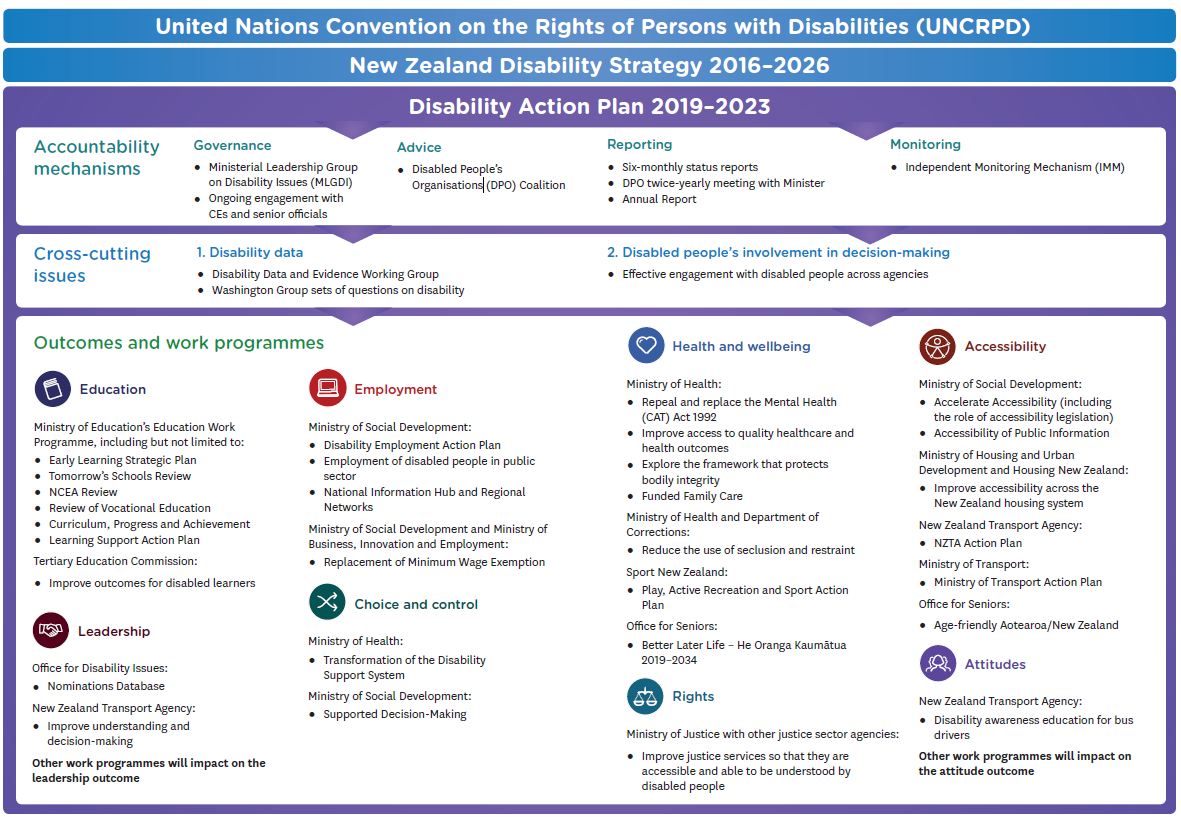 United Nations Convention on the Rights of Persons with Disabilities (UNCRPD)
New Zealand Disability Strategy 2016–2026
Disability Action Plan 2019–2023
Accountability
mechanisms
Governance
• Ministerial Leadership Group
on Disability Issues (MLGDI)
• Ongoing engagement with
CEs and senior officials
Advice
• Disabled People's
Organisations (DPO) Coalition
Reporting
• Six-monthly status reports
• DPO twice-yearly meeting with Minister
• Annual Report
Monitoring
• Independent Monitoring Mechanism (IMM)
Cross-cutting
issues
1. Disability data
• Disability Data and Evidence Working Group
• Washington Group sets of questions on disability
2. Disabled people's involvement in decision-making
• Effective engagement with disabled people across agencies
Outcomes and work programmes
Education
Ministry of Education's Education Work
Programme, including but not limited to:
• Early Learning Strategic Plan
• Tomorrow's Schools Review
• NCEA Review
• Review of Vocational Education
• Curriculum, Progress and Achievement
• Learning Support Action Plan
Tertiary Education Commission:
• Improve outcomes for disabled learners
Leadership
Office for Disability Issues:
• Nominations Database
New Zealand Transport Agency:
• Improve understanding and
decision-making
Other work programmes will impact on the
leadership outcome
Employment
Ministry of Social Development:
• Disability Employment Action Plan
• Employment of disabled people in public
sector
• National Information Hub and Regional
Networks
Ministry of Social Development and Ministry of
Business, Innovation and Employment:
• Replacement of Minimum Wage Exemption
Choice and control
Ministry of Health:
• Transformation of the Disability
Support System
Ministry of Social Development:
• Supported Decision-Making
Health and wellbeing
Ministry of Health:
• Repeal and replace the Mental Health
(CAT) Act 1992
• Improve access to quality healthcare and
health outcomes
• Explore the framework that protects
bodily integrity
• Funded Family Care
Ministry of Health and Department of
Corrections:
• Reduce the use of seclusion and restraint
Sport New Zealand:
• Play, Active Recreation and Sport Action
Plan
Office for Seniors:
• Better Later Life – He Oranga Kaumātua
2019–2034
Rights
Ministry of Justice with other justice sector agencies:
• Improve justice services so that they are
accessible and able to be understood by
disabled people
Accessibility
Ministry of Social Development:
• Accelerate Accessibility (including
the role of accessibility legislation)
• Accessibility of Public Information
Ministry of Housing and Urban
Development and Housing New Zealand:
• Improve accessibility across the
New Zealand housing system
New Zealand Transport Agency:
• NZTA Action Plan
Ministry of Transport:
• Ministry of Transport Action Plan
Office for Seniors:
• Age-friendly Aotearoa/New Zealand
Attitudes
New Zealand Transport Agency:
• Disability awareness education for bus
drivers
Other work programmes will impact on
the attitude outcome